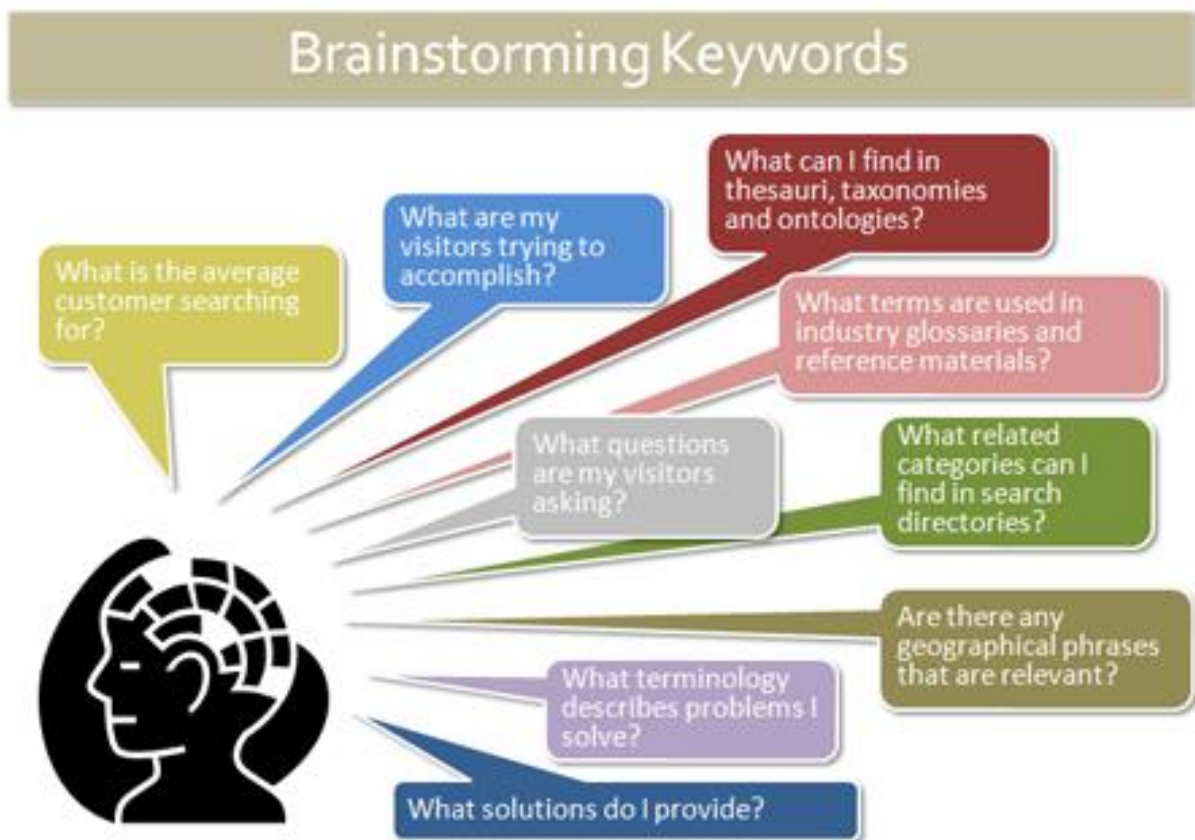 Brainstorming Keywords
What is the average
customer searching
for?
What are my
visitors trying to
accomplish?
What can I find in
thesauri, taxonomies
and ontologies?
What terms are used in
industry glossaries and
reference materials?
What questions
are my visitors
asking?
What related
categories can I
find in search
directories?
Are there any
geographical phrases
that are relevant?
What terminology
describes problems I
solve?
What solutions do I provide?